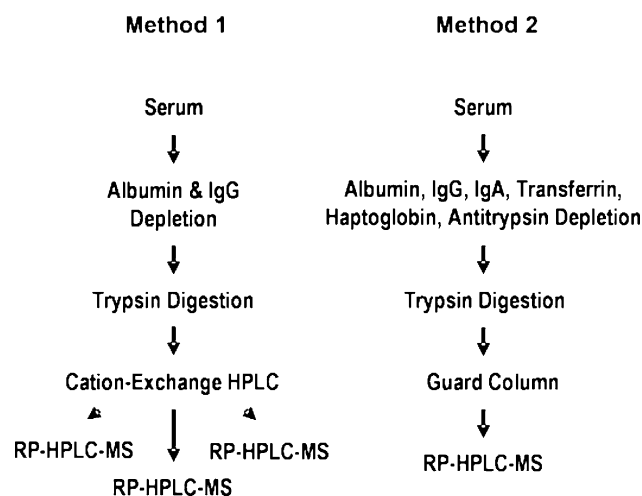 Method 1
Serum
Albumin & IgG
Depletion
Trypsin Digestion
Cation-Exchange HPLC
RP-HPLC-MS
RP-HPLC-MS
RP-HPLC-MS
Method 2
Serum
Albumin, IgG, IgA, Transferrin,
Haptoglobin, Antitrypsin Depletion
Trypsin Digestion
Guard Column
RP-HPLC-MS